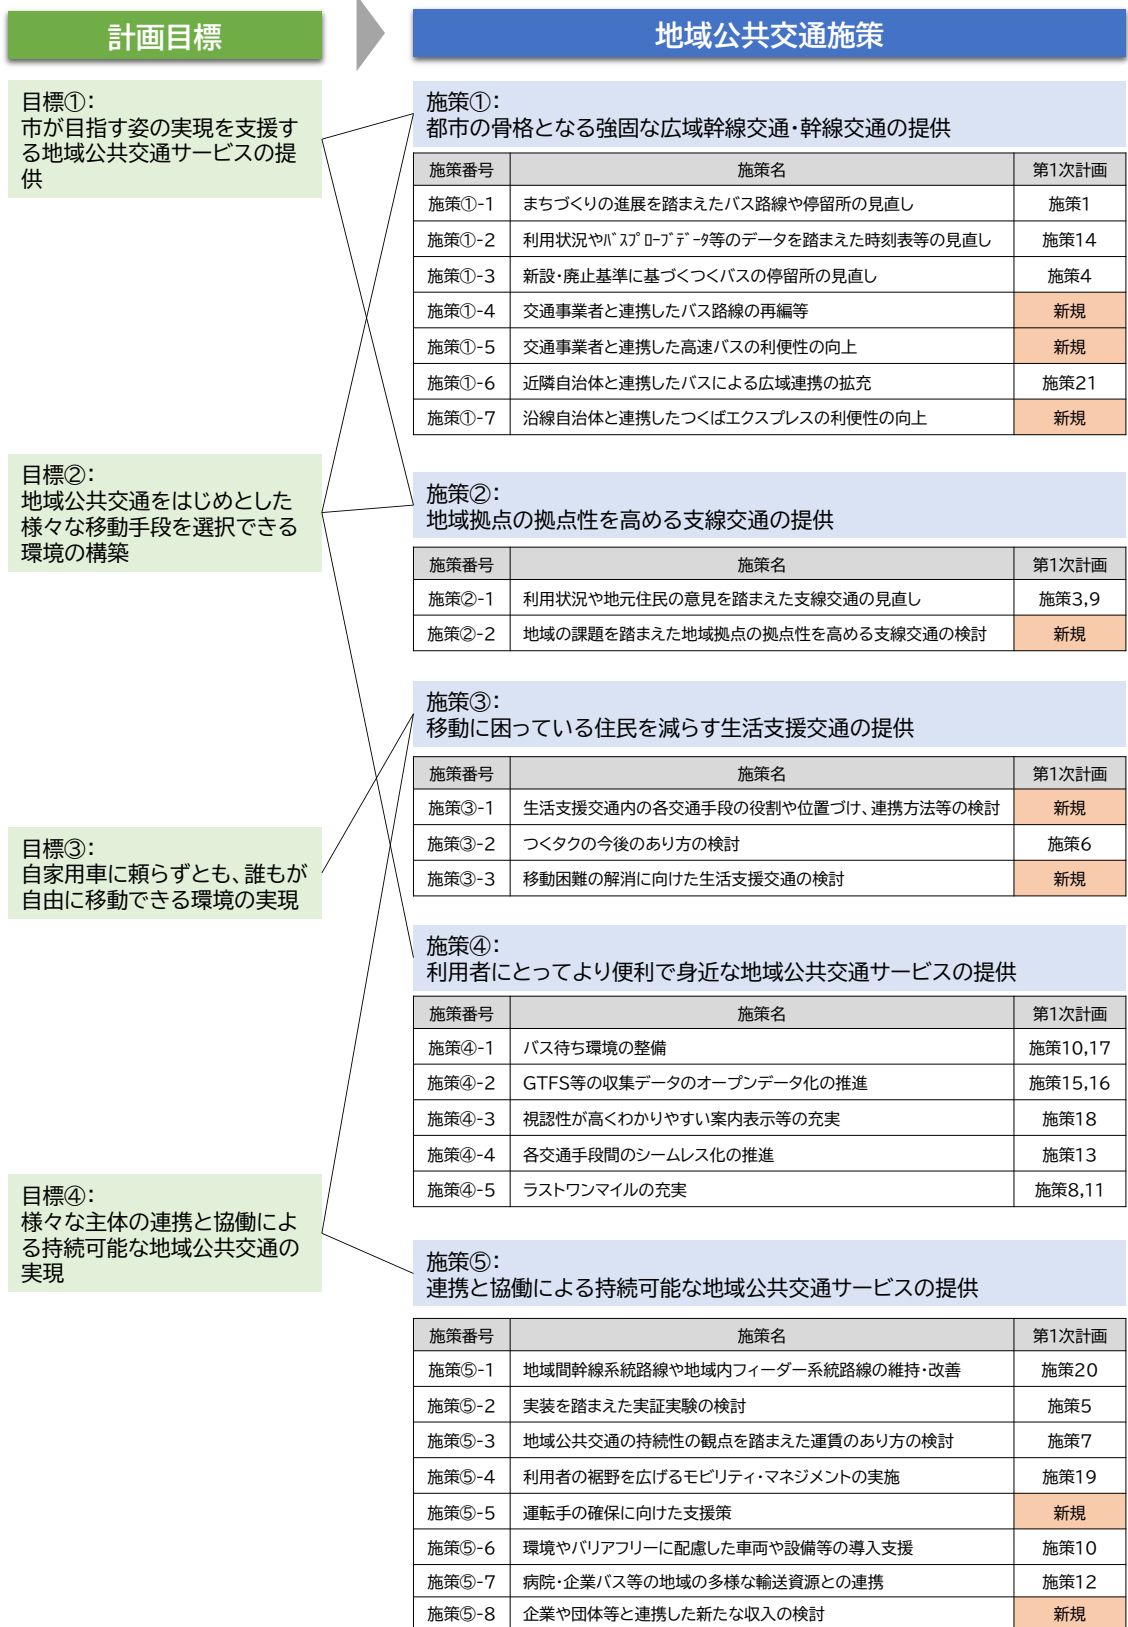 計画目標
地域公共交通施策
目標①：
市が目指す姿の実現を支援す
る地域公共交通サービスの提
供
目標②：
地域公共交通をはじめとした
様々な移動手段を選択できる
環境の構築
目標③：
自家用車に頼らずとも、誰もが
自由に移動できる環境の実現
目標④：
様々な主体の連携と協働によ
る持続可能な地域公共交通の
実現
施策①：
都市の骨格となる強固な広域幹線交通・幹線交通の提供
施策番号 施策名 第1次計画
施策①-1 まちづくりの進展を踏まえたバス路線や停留所の見直し 施策1
施策①-2 利用状況やﾊﾞｽﾌﾟﾛｰﾌﾞﾃﾞｰﾀ等のデータを踏まえた時刻表等の見直し 施策14
施策①-3 新設・廃止基準に基づくつくバスの停留所の見直し 施策4
施策①-4 交通事業者と連携したバス路線の再編等 新規
施策①-5 交通事業者と連携した高速バスの利便性の向上 新規
施策①-6 近隣自治体と連携したバスによる広域連携の拡充 施策21
施策①-7 沿線自治体と連携したつくばエクスプレスの利便性の向上 新規
施策②：
地域拠点の拠点性を高める支線交通の提供
施策番号 施策名 第1次計画
施策②-1 利用状況や地元住民の意見を踏まえた支線交通の見直し 施策3,9
施策②-2 地域の課題を踏まえた地域拠点の拠点性を高める支線交通の検討 新規
施策③：
移動に困っている住民を減らす生活支援交通の提供
施策番号 施策名 第1次計画
施策③-1 生活支援交通内の各交通手段の役割や位置づけ、連携方法等の検討 新規
施策③-2 つくタクの今後のあり方の検討 施策6
施策③-3 移動困難の解消に向けた生活支援交通の検討 新規
施策④：
利用者にとってより便利で身近な地域公共交通サービスの提供
施策番号 施策名 第1次計画
施策④-1 バス待ち環境の整備 施策10,17
施策④-2 GTFS等の収集データのオープンデータ化の推進 施策15,16
施策④-3 視認性が高くわかりやすい案内表示等の充実 施策18
施策④-4 各交通手段間のシームレス化の推進 施策13
施策④-5 ラストワンマイルの充実 施策8,11
施策⑤：
連携と協働による持続可能な地域公共交通サービスの提供
施策番号 施策名 第1次計画
施策⑤-1 地域間幹線系統路線や地域内フィーダー系統路線の維持・改善 施策20
施策⑤-2 実装を踏まえた実証実験の検討 施策5
施策⑤-3 地域公共交通の持続性の観点を踏まえた運賃のあり方の検討 施策7
施策⑤-4 利用者の裾野を広げるモビリティ・マネジメントの実施 施策19
施策⑤-5 運転手の確保に向けた支援策 新規
施策⑤-6 環境やバリアフリーに配慮した車両や設備等の導入支援 施策10
施策⑤-7 病院・企業バス等の地域の多様な輸送資源との連携 施策12
施策⑤-8 企業や団体等と連携した新たな収入の検討 新規